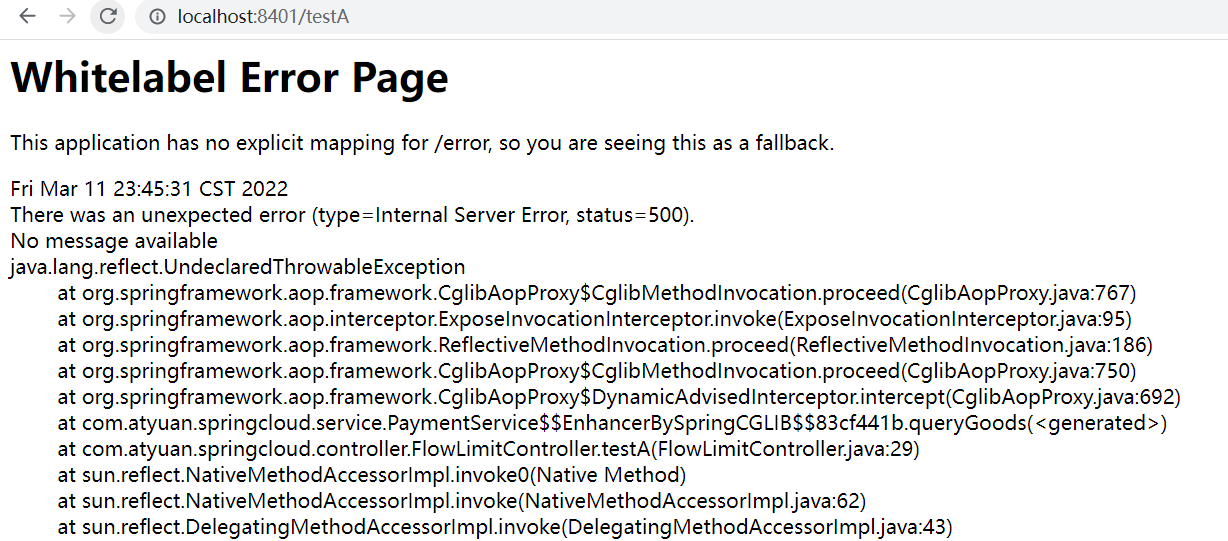 localhost:8401/testA
Whitelabel Error Page
This application has no explicit mapping for /error, so you are seeing this as a fallback.
Fri Mar 11 23:45:31 CST 2022
There was an unexpected error (type=Internal Server Error, status=500).
No message available
java.lang.reflect.UndeclaredThrowableException
at org.springframework.aop.framework.CglibAopProxy$CglibMethodInvocation.proceed(CglibAopProxy.java:767)
at org.springframework.aop.interceptor.ExposeInvocationInterceptor.invoke(ExposeInvocationInterceptor.java:95)
at org.springframework.aop.framework.ReflectiveMethodInvocation.proceed(ReflectiveMethodInvocation.java:186)
at org.springframework.aop.framework.CglibAopProxy$CglibMethodInvocation.proceed(CglibAopProxy.java:750)
at org.springframework.aop.framework.CglibAopProxy$DynamicAdvisedInterceptor.intercept(CglibAopProxy.java:692)
at com.atyuan.springcloud.service.PaymentService$$EnhancerBySpringCGLIB$$83cf441b.queryGoods(<generated>)
at com.atyuan.springcloud.controller.FlowLimitController.testA(FlowLimitController.java:29)
at sun.reflect.NativeMethodAccessorImpl.invoke0(Native Method)
at sun.reflect.NativeMethodAccessorImpl.invoke(NativeMethodAccessorImpl.java:62)
at sun.reflect.DelegatingMethodAccessorImpl.invoke(DelegatingMethodAccessorImpl.java:43)